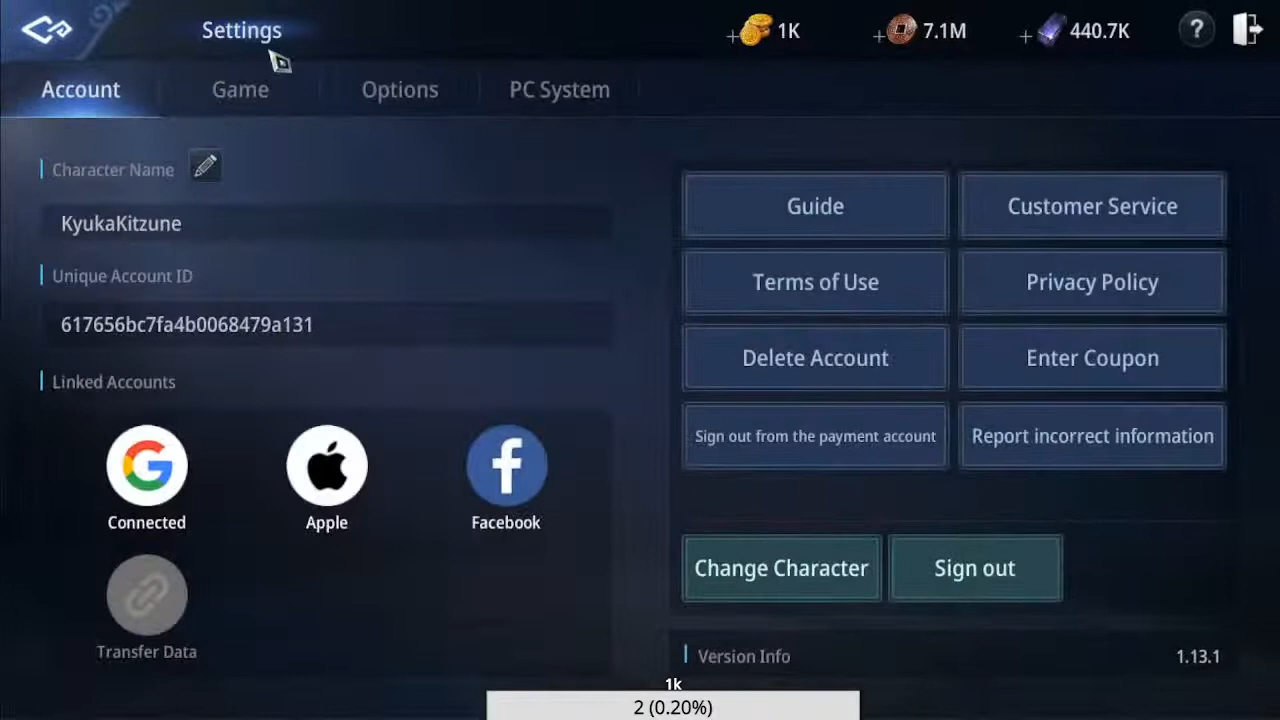 Settings
1K
7.1M
440.7K
?
Account
Game
Options
PC System
Character Name
KyukaKitzune
Unique Account ID
617656bc7fa4b0068479a131
Linked Accounts
Connected
Apple
Facebook
Transfer Data
Guide
Customer Service
Terms of Use
Privacy Policy
Delete Account
Enter Coupon
Sign out from the payment account
Report incorrect information
Change Character
Sign out
Version Info
1.13.1
1k
2 (0.20%)